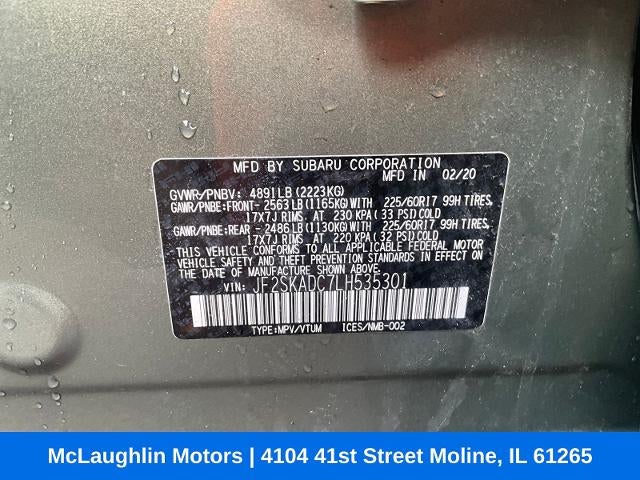 MFD BY SUBARU CORPORATION
MFD IN 02/20
GVWR/PNBV: 4891LB (2223KG)
GAWR/PNBE:FRONT- 2563LB(1165KG)WITH 225/60R17 99H TIRES,
17X7J RIMS. AT 230 KPA (33 PSI)COLD
GAWR/PNBE:REAR - 2486LB(1130KG)WITH 225/60R17 99H TIRES,
17X7J RIMS. AT 220 KPA (32 PSI)COLD
THIS VEHICLE CONFORMS TO ALL APPLICABLE FEDERAL MOTOR
VEHICLE SAFETY AND THEFT PREVENTION STANDARDS IN EFFECT ON
THE DATE OF MANUFACTURE SHOWN ABOVE.
VIN: JF2SKADC7LH535301
TYPE:MPV/VTUM ICES/NMB-002
McLaughlin Motors | 4104 41st Street Moline, IL 61265